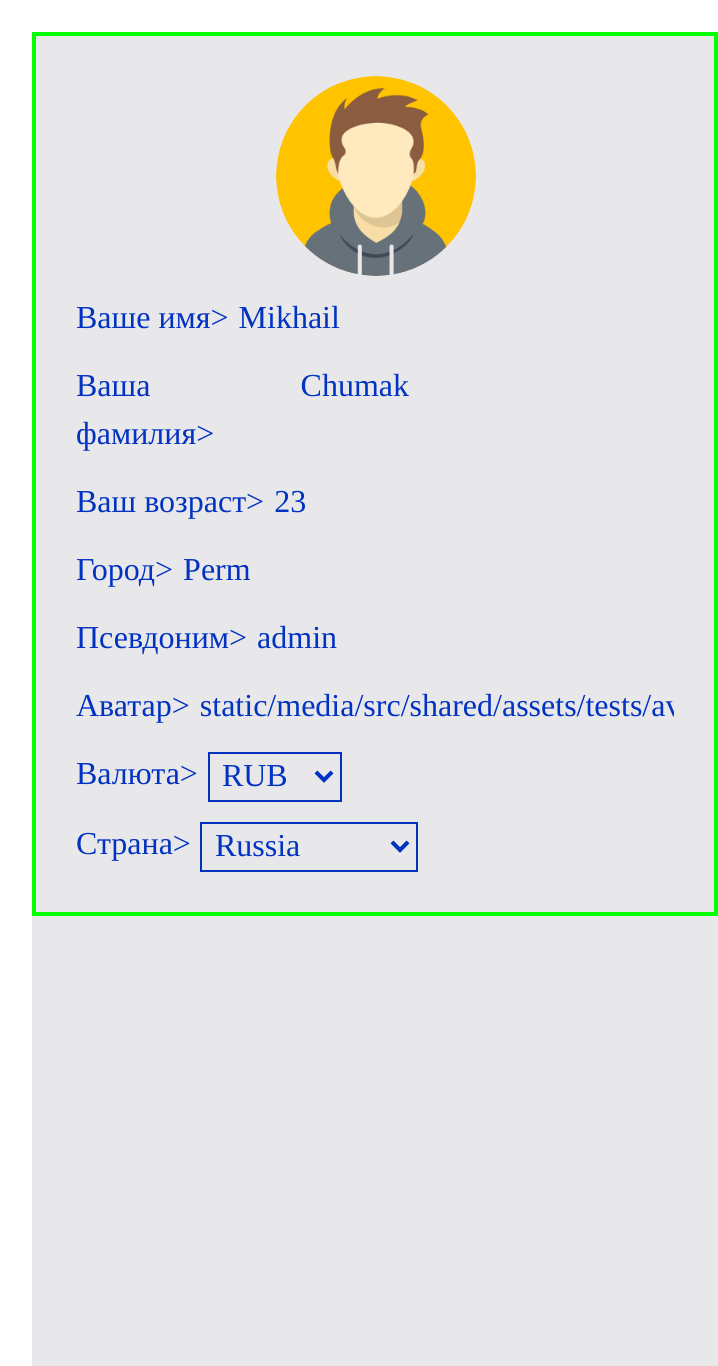 Ваше имя> Mikhail
Ваша Chumak
фамилия>
Ваш возраст> 23
Город> Perm
Псевдоним> admin
Аватар> static/media/src/shared/assets/tests/av
Валюта> RUB
Страна> Russia